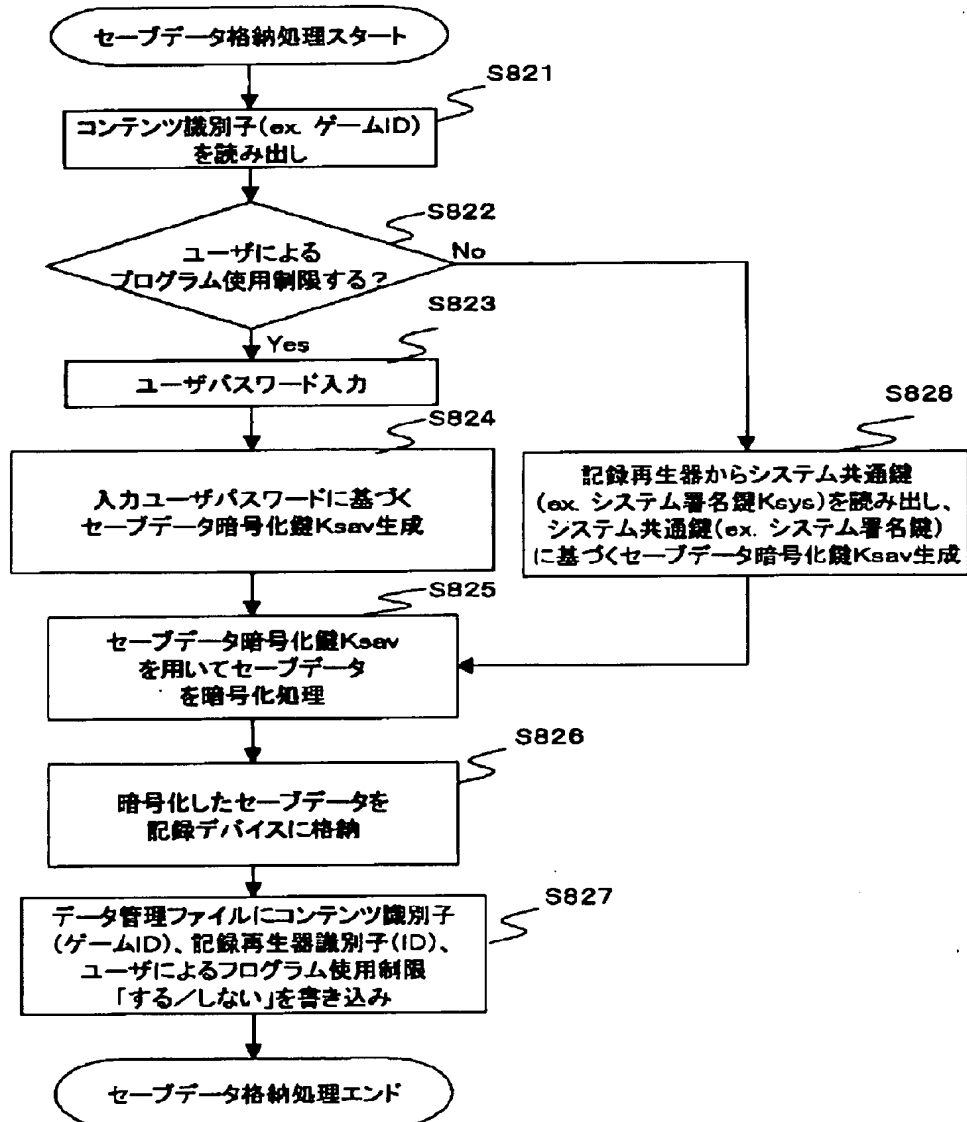 セーブデータ格納処理スタート
S821
コンテンツ識別子(ex. ゲームID)
を読み出し
S822
ユーザによる
プログラム使用制限する?
No
Yes
S823
ユーザパスワード入力
S824
入力ユーザパスワードに基づく
セーブデータ暗号化鍵Ksav生成
S828
記録再生器からシステム共通鍵
(ex. システム署名鍵Ksys)を読み出し、
システム共通鍵(ex. システム署名鍵)
に基づくセーブデータ暗号化鍵Ksav生成
S825
セーブデータ暗号化鍵Ksav
を用いてセーブデータ
を暗号化処理
S826
暗号化したセーブデータを
記録デバイスに格納
S827
データ管理ファイルにコンテンツ識別子
(ゲームID)、記録再生器識別子(ID)、
ユーザによるプログラム使用制限
「する/しない」を書き込み
セーブデータ格納処理エンド